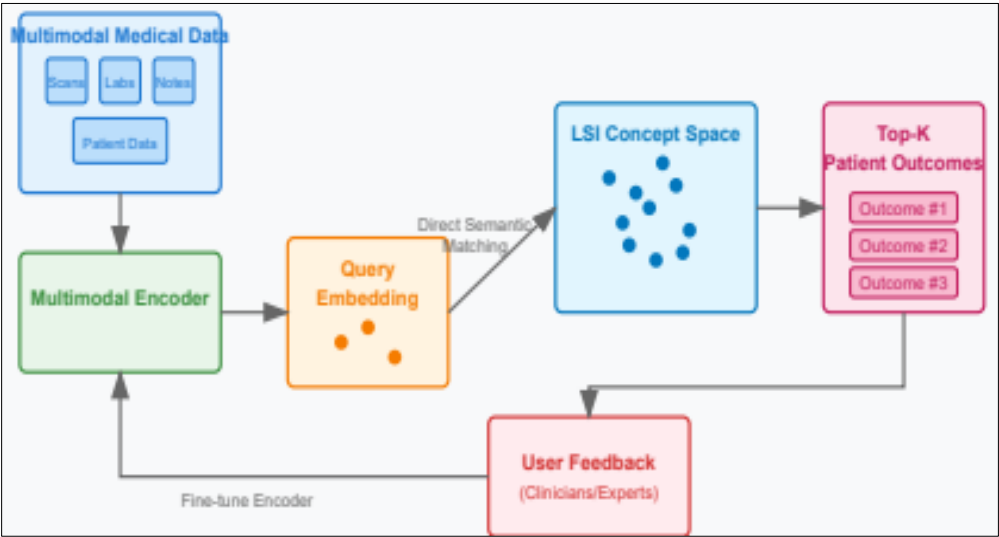 Multimodal Medical Data
Scans
Labs
Notes
Patient Data
Multimodal Encoder
Query
Embedding
Direct Semantic
Matching
LSI Concept Space
Top-K
Patient Outcomes
Outcome #1
Outcome #2
Outcome #3
User Feedback
(Clinicians/Experts)
Fine-tune Encoder